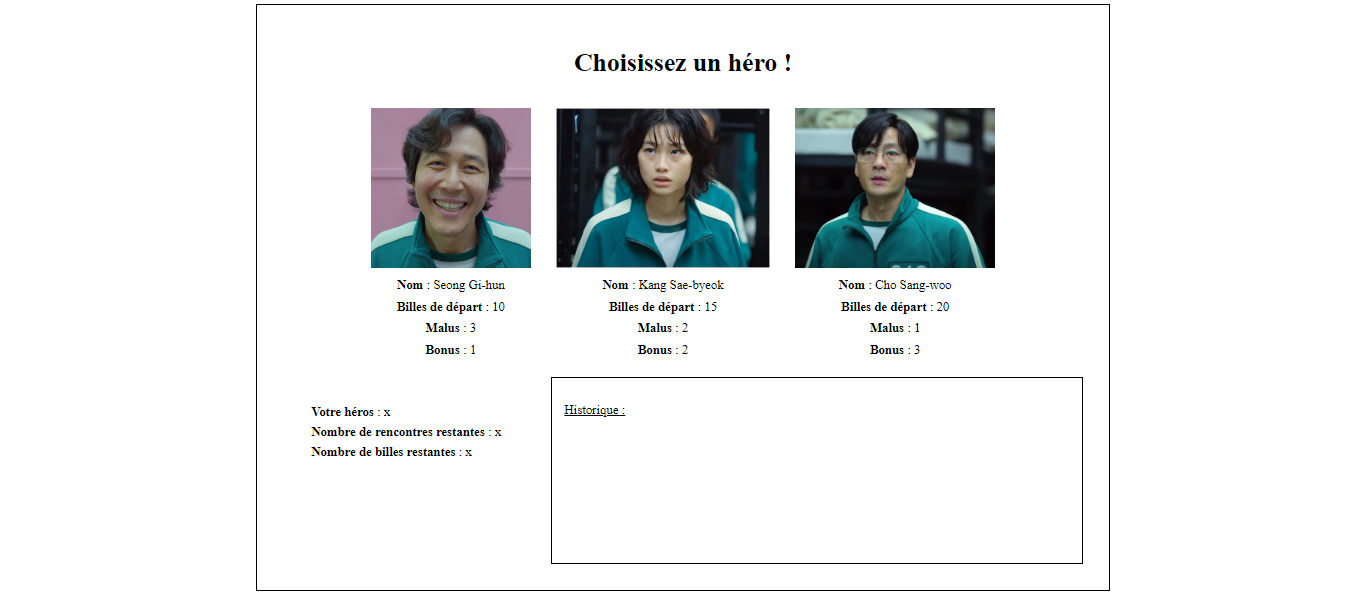 Choisissez un héro !
Nom : Seong Gi-hun
Billes de départ : 10
Malus : 3
Bonus : 1
Nom : Kang Sae-byeok
Billes de départ : 15
Malus : 2
Bonus : 2
Nom : Cho Sang-woo
Billes de départ : 20
Malus : 1
Bonus : 3
Votre héros : x
Nombre de rencontres restantes : x
Nombre de billes restantes : x
Historique :